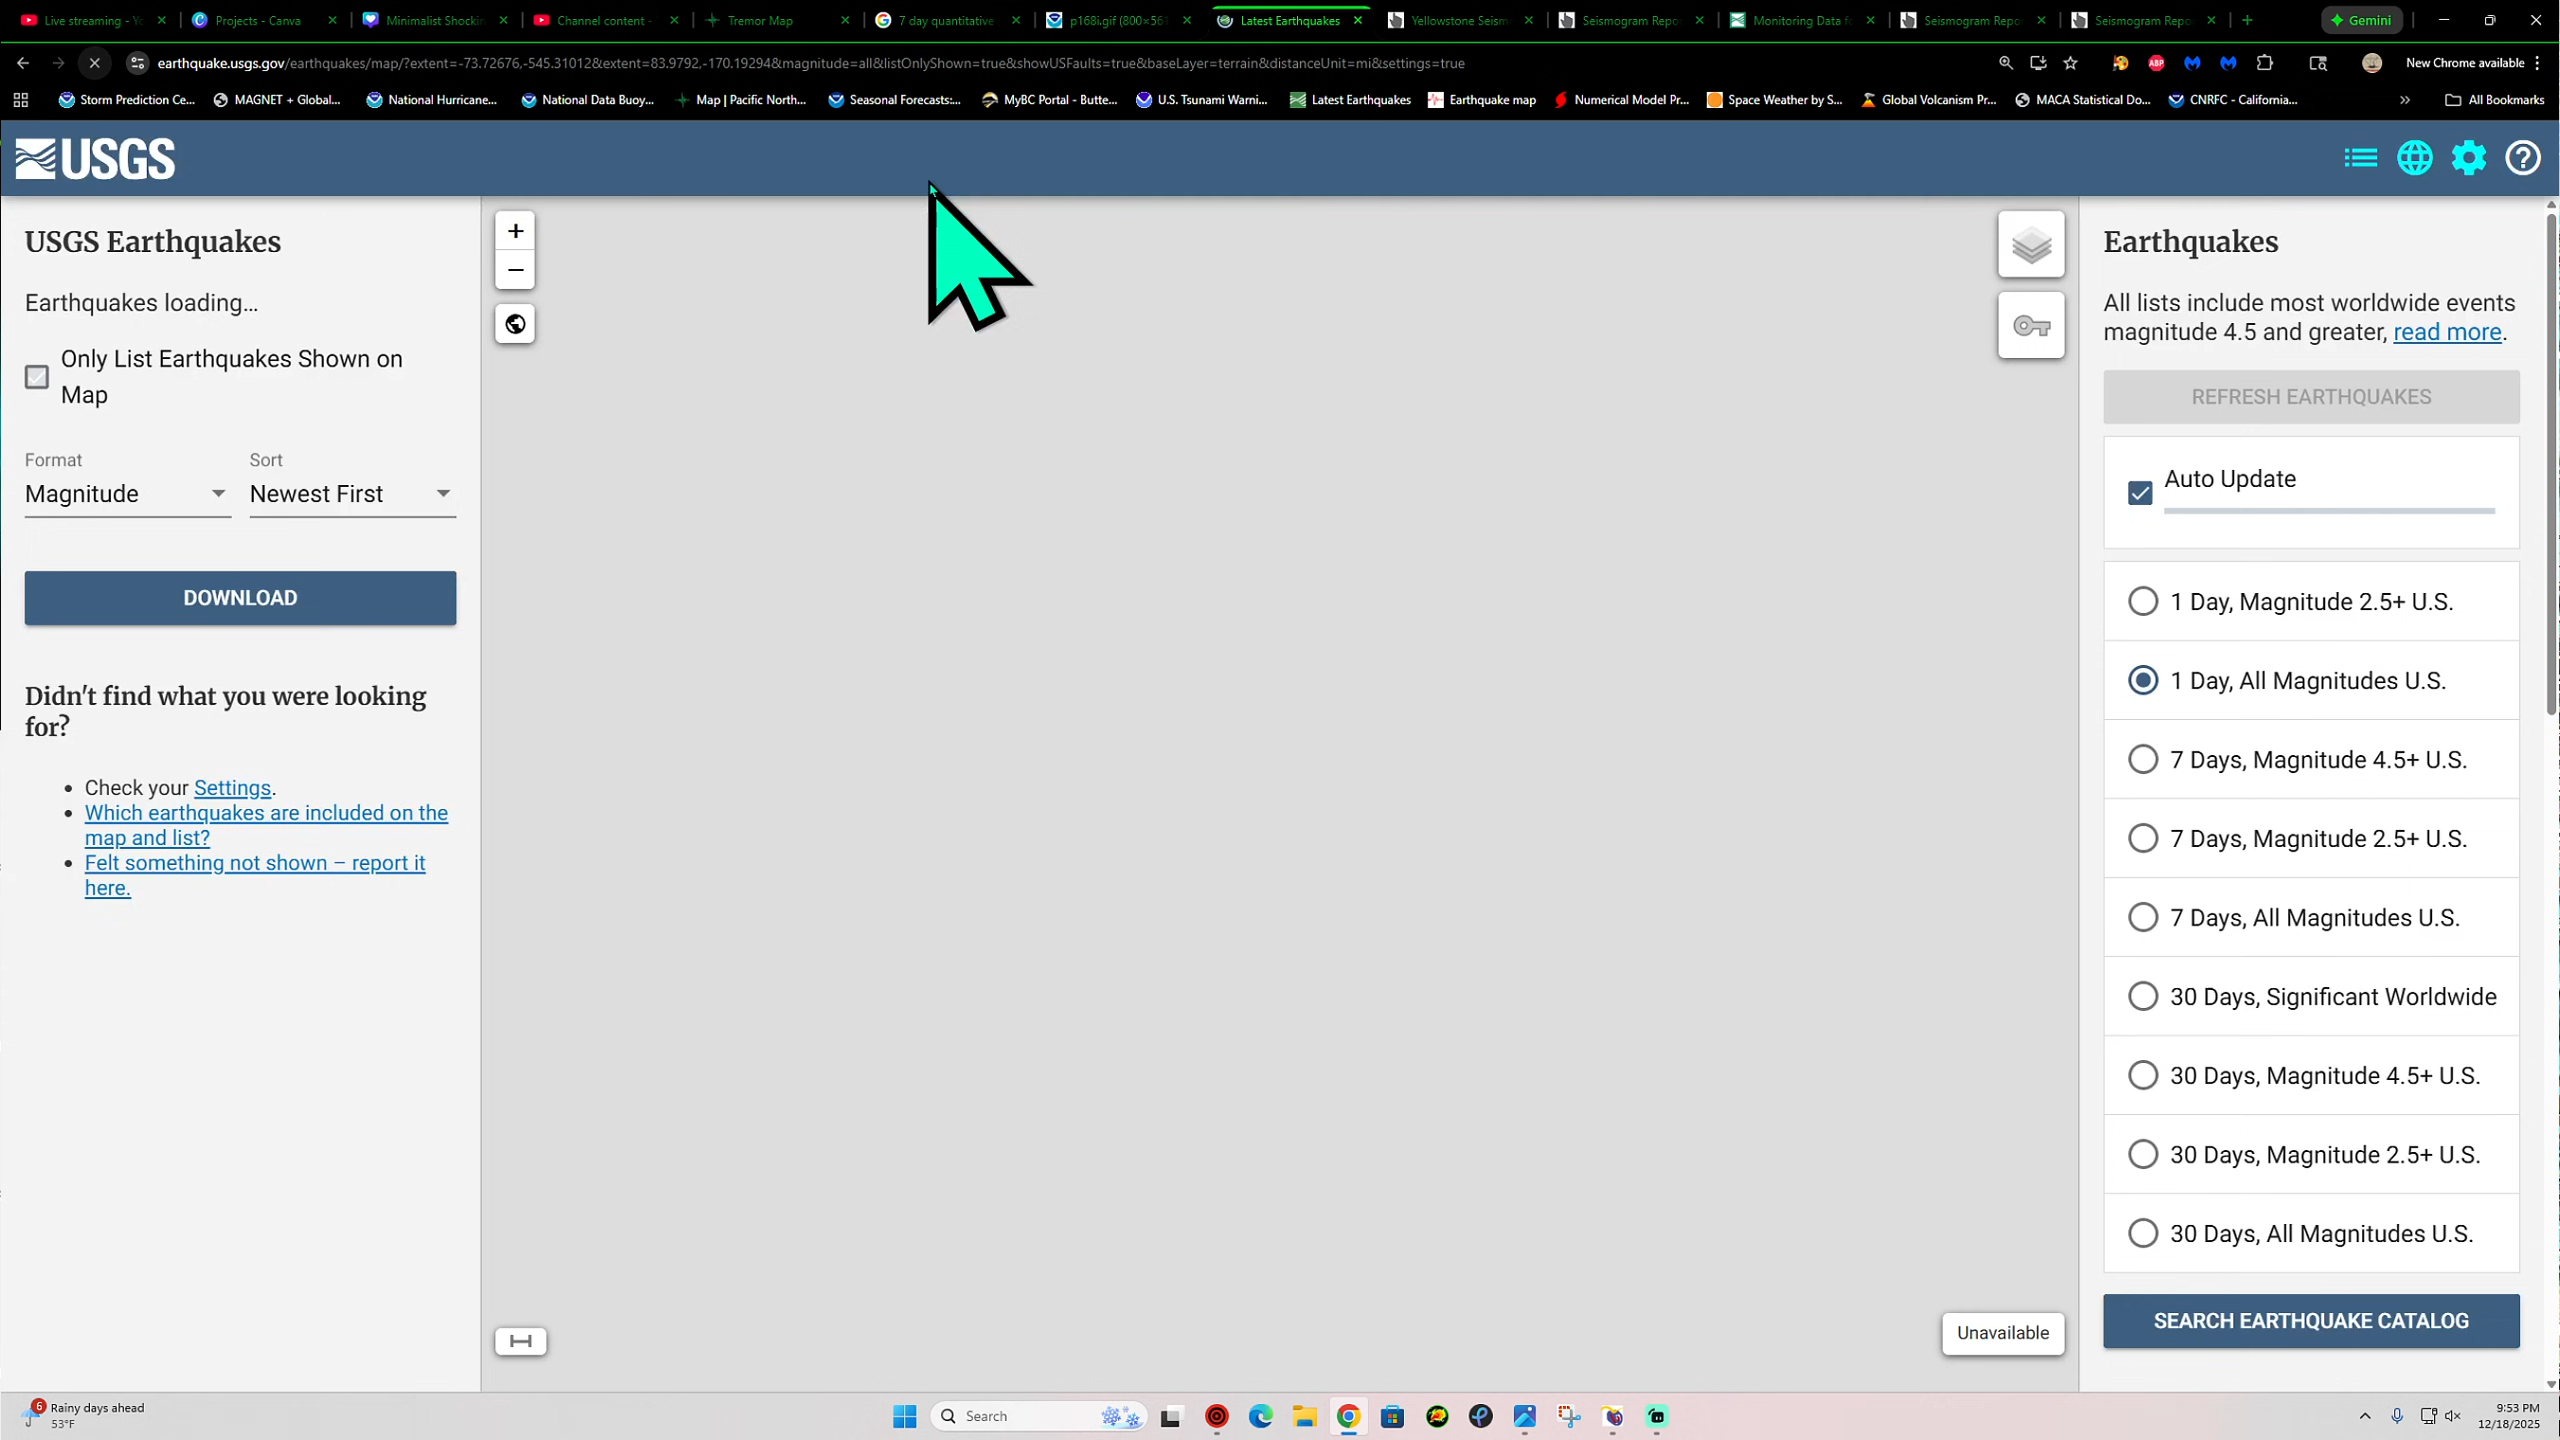 Live streaming - Y
Projects - Canva
Minimalist Shockin
Channel content -
Tremor Map
7 day quantitative
p168i.gif (800×561
Latest Earthquakes
Yellowstone Seism
Seismogram Repo
Monitoring Data fo
Seismogram Repo
Seismogram Repo
Gemini
earthquake.usgs.gov/earthquakes/map/?extent=-73.72676,-545.31012&extent=83.9792,-170.19294&magnitude=all&listOnlyShown=true&showUSFaults=true&baseLayer=terrain&distanceUnit=mi&settings=true
ABP
New Chrome available
Storm Prediction Ce...
MAGNET + Global...
National Hurricane...
National Data Buoy...
Map | Pacific North...
Seasonal Forecasts:...
MyBC Portal - Butte...
U.S. Tsunami Warni...
Latest Earthquakes
Earthquake map
Numerical Model Pr...
Space Weather by S...
Global Volcanism Pr...
MACA Statistical Do...
CNRFC - California...
All Bookmarks
USGS
USGS Earthquakes
Earthquakes loading...
Only List Earthquakes Shown on
Map
Format
Sort
Magnitude
Newest First
DOWNLOAD
Didn't find what you were looking
for?
Check your Settings.
Which earthquakes are included on the
map and list?
Felt something not shown – report it
here.
Unavailable
Earthquakes
All lists include most worldwide events
magnitude 4.5 and greater, read more.
REFRESH EARTHQUAKES
Auto Update
1 Day, Magnitude 2.5+ U.S.
1 Day, All Magnitudes U.S.
7 Days, Magnitude 4.5+ U.S.
7 Days, Magnitude 2.5+ U.S.
7 Days, All Magnitudes U.S.
30 Days, Significant Worldwide
30 Days, Magnitude 4.5+ U.S.
30 Days, Magnitude 2.5+ U.S.
30 Days, All Magnitudes U.S.
SEARCH EARTHQUAKE CATALOG
6
Rainy days ahead
53°F
Search
9:53 PM
12/18/2025